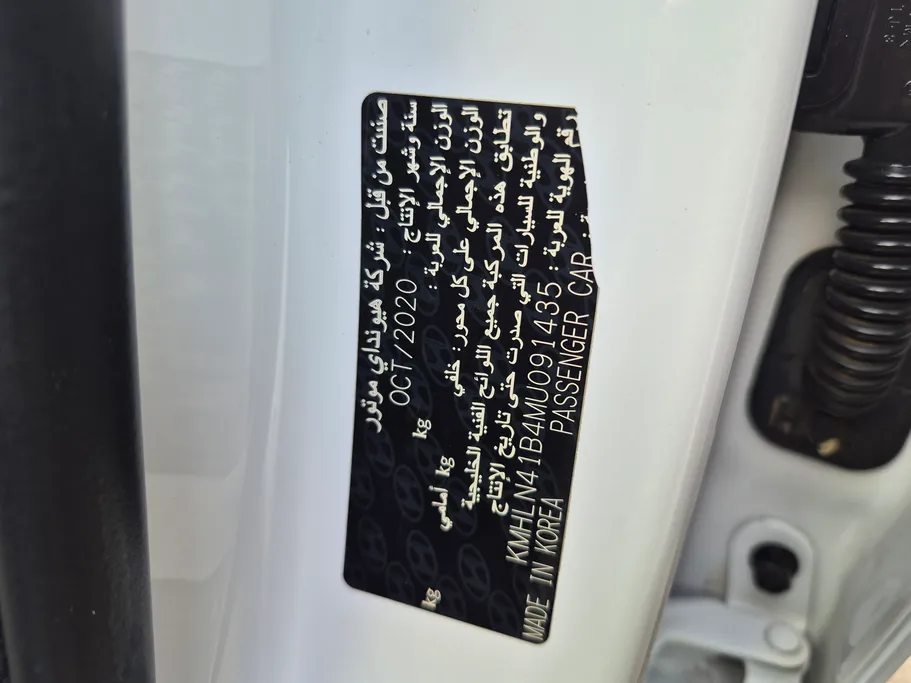 صنعت من قبل : شركة هيونداي موتور
سنة وشهر الإنتاج : OCT/2020
الوزن الإجمالي للعربة : kg
الوزن الإجمالي على كل محور : خلفي kg أمامي kg
تطابق هذه المركبة جميع اللوائح الفنية الخليجية
والوطنية للسيارات التي صدرت حتى تاريخ الإنتاج
رقم الهوية للعربة : KMHLN41B4MU091435
PASSENGER CAR
MADE IN KOREA